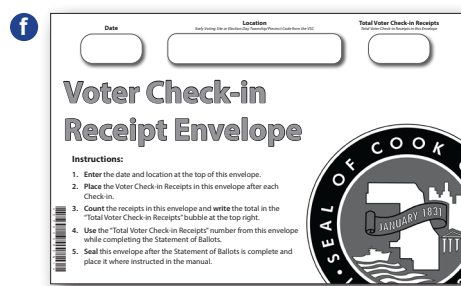 f
Date
Location
Early Voting: Site or Election Day Township/Precinct Code from the VSC
Total Voter Check-in Receipts
Total Voter Check-in Receipts in this Envelope
Voter Check-in
Receipt Envelope
Instructions:
1. Enter the date and location at the top of this envelope.
2. Place the Voter Check-in Receipts in this envelope after each
Check-in.
3. Count the receipts in this envelope and write the total in the
"Total Voter Check-in Receipts" bubble at the top right.
4. Use the "Total Voter Check-in Receipts" number from this envelope
while completing the Statement of Ballots.
5. Seal this envelope after the Statement of Ballots is complete and
place it where instructed in the manual.
• SEAL OF COOK
JANUARY 1831